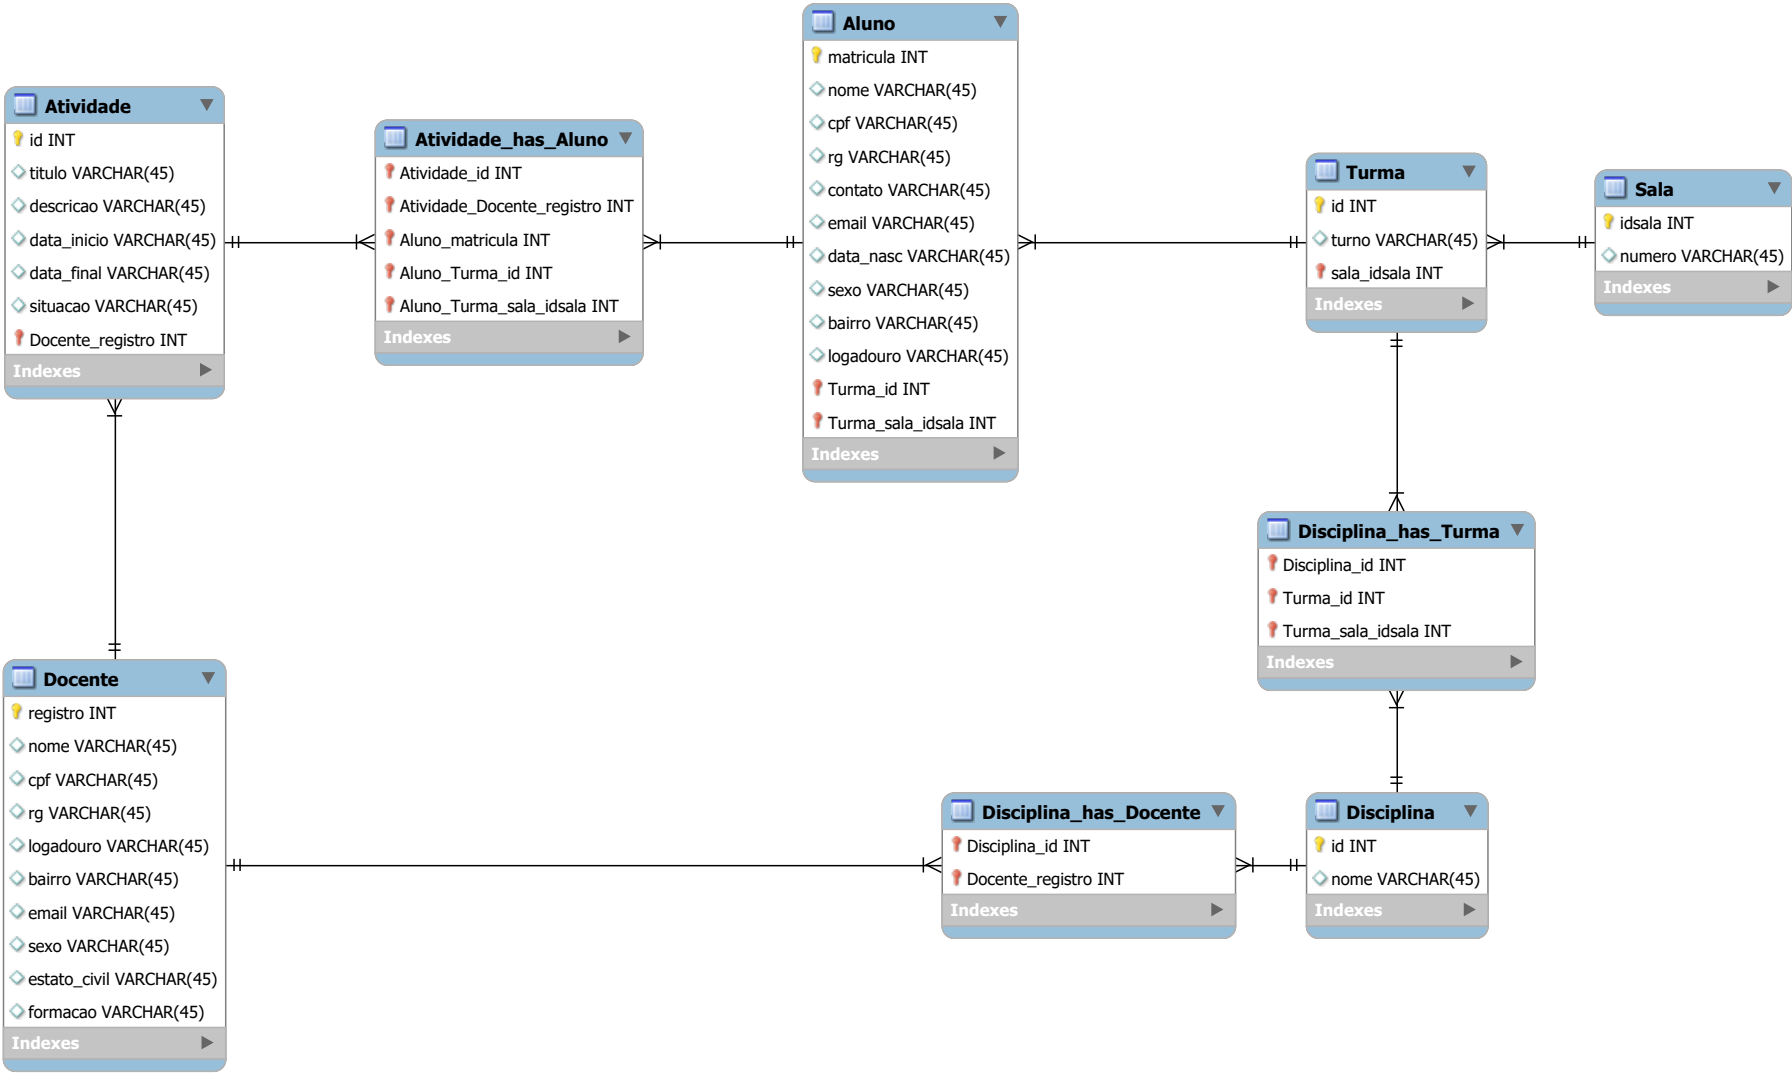 Atividade
id INT
titulo VARCHAR(45)
descricao VARCHAR(45)
data_inicio VARCHAR(45)
data_final VARCHAR(45)
situacao VARCHAR(45)
Docente_registro INT
Indexes
Atividade_has_Aluno
Atividade_id INT
Atividade_Docente_registro INT
Aluno_matricula INT
Aluno_Turma_id INT
Aluno_Turma_sala_idsala INT
Indexes
Aluno
matricula INT
nome VARCHAR(45)
cpf VARCHAR(45)
rg VARCHAR(45)
contato VARCHAR(45)
email VARCHAR(45)
data_nasc VARCHAR(45)
sexo VARCHAR(45)
bairro VARCHAR(45)
logadouro VARCHAR(45)
Turma_id INT
Turma_sala_idsala INT
Indexes
Turma
id INT
turno VARCHAR(45)
sala_idsala INT
Indexes
Sala
idsala INT
numero VARCHAR(45)
Indexes
Disciplina_has_Turma
Disciplina_id INT
Turma_id INT
Turma_sala_idsala INT
Indexes
Docente
registro INT
nome VARCHAR(45)
cpf VARCHAR(45)
rg VARCHAR(45)
logadouro VARCHAR(45)
bairro VARCHAR(45)
email VARCHAR(45)
sexo VARCHAR(45)
estato_civil VARCHAR(45)
formacao VARCHAR(45)
Indexes
Disciplina_has_Docente
Disciplina_id INT
Docente_registro INT
Indexes
Disciplina
id INT
nome VARCHAR(45)
Indexes